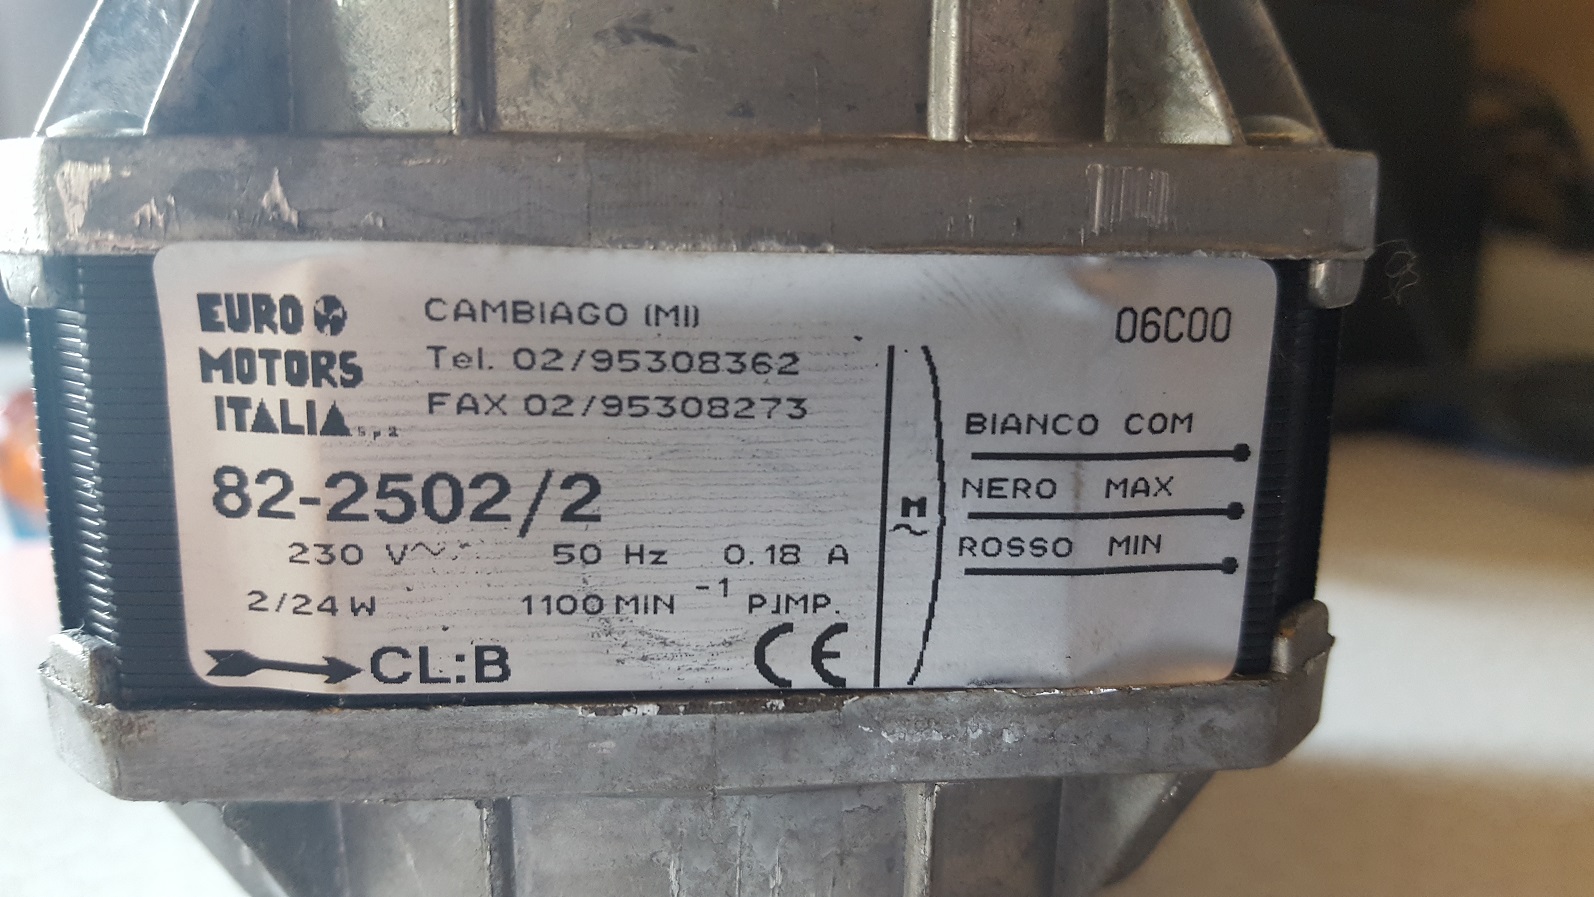 EURO
MOTORS
ITALIA s.p.a
CAMBIAGO (MI)
Tel. 02/95308362
FAX 02/95308273
82-2502/2
230 V~ 50 Hz 0.18 A
2/24 W 1100 MIN -1 P.IMP.
CL:B CE
M
~
06C00
BIANCO COM
NERO MAX
ROSSO MIN